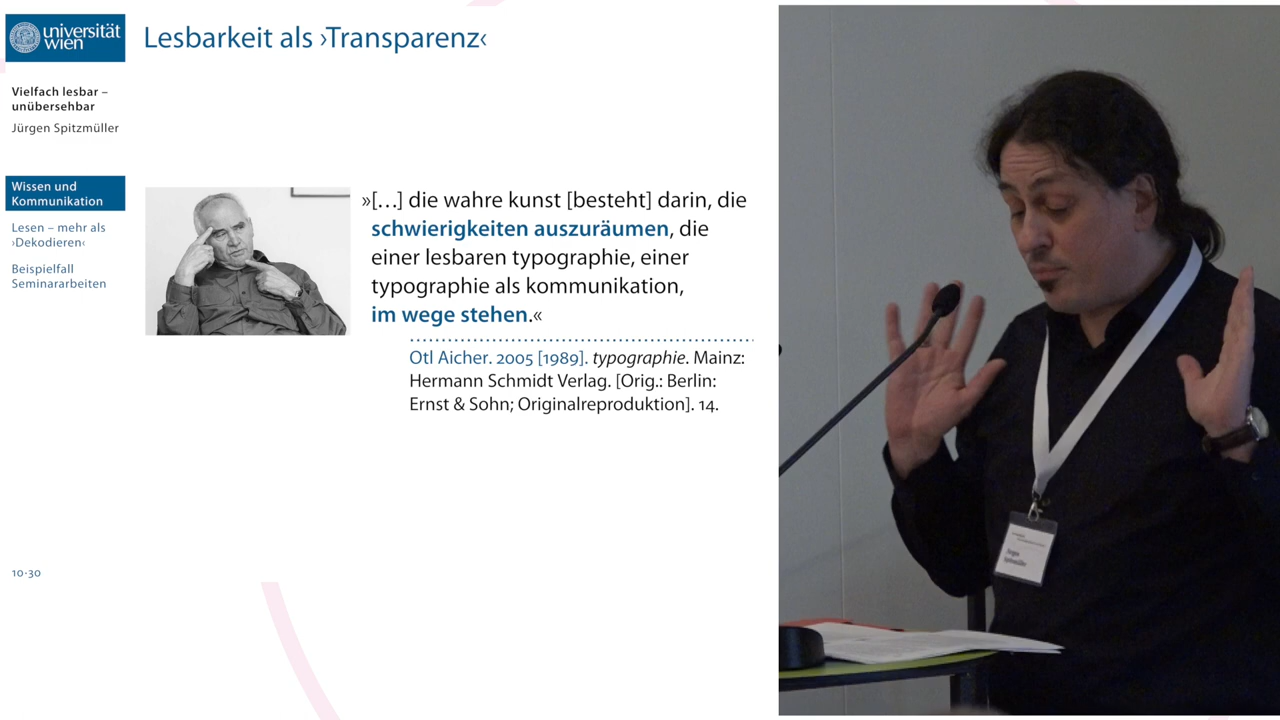 universität
wien
Lesbarkeit als ›Transparenz‹
Vielfach lesbar –
unübersehbar
Jürgen Spitzmüller
Wissen und
Kommunikation
Lesen – mehr als
›Dekodieren‹
Beispielfall
Seminararbeiten
»[…] die wahre kunst [besteht] darin, die
schwierigkeiten auszuräumen, die
einer lesbaren typographie, einer
typographie als kommunikation,
im wege stehen.«
Otl Aicher. 2005 [1989]. typographie. Mainz:
Hermann Schmidt Verlag. [Orig.: Berlin:
Ernst & Sohn; Originalreproduktion]. 14.
10·30